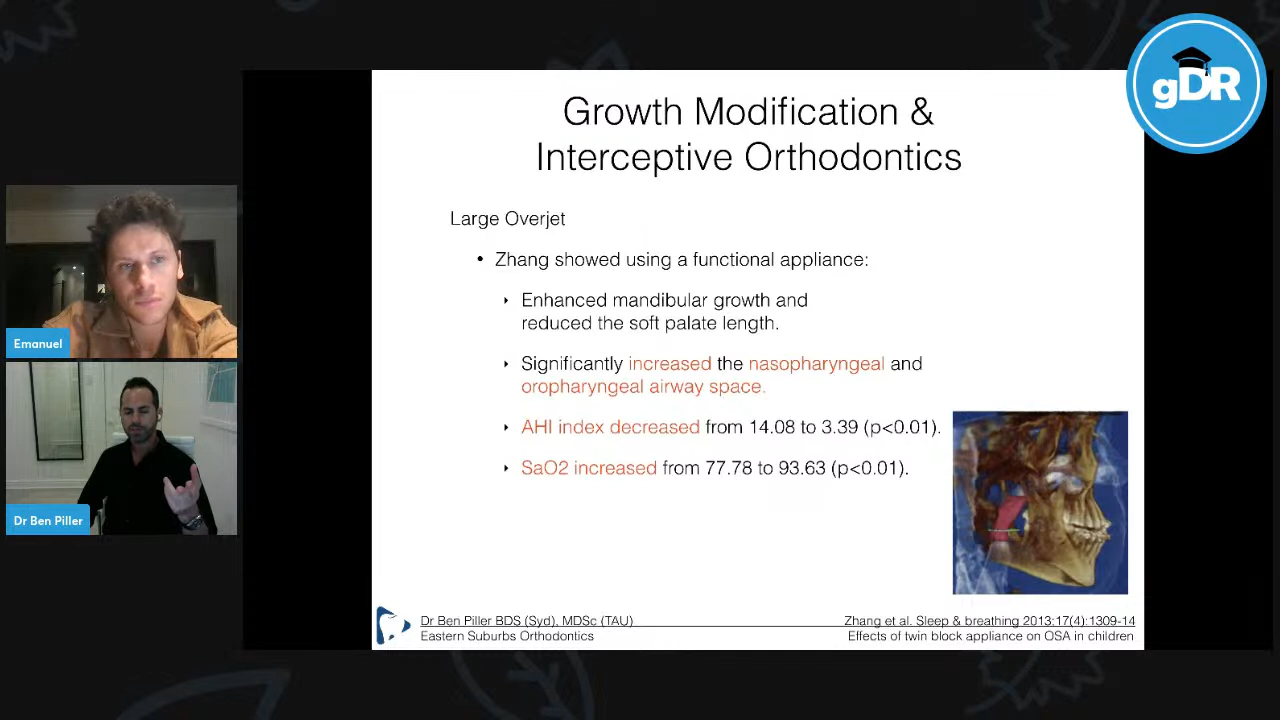 gDR
Growth Modification &
Interceptive Orthodontics
Large Overjet
• Zhang showed using a functional appliance:
‣ Enhanced mandibular growth and
reduced the soft palate length.
‣ Significantly increased the nasopharyngeal and
oropharyngeal airway space.
‣ AHI index decreased from 14.08 to 3.39 (p<0.01).
‣ SaO2 increased from 77.78 to 93.63 (p<0.01).
Emanuel
Dr Ben Piller
Dr Ben Piller BDS (Syd), MDSc (TAU)
Eastern Suburbs Orthodontics
Zhang et al. Sleep & breathing 2013:17(4):1309-14
Effects of twin block appliance on OSA in children